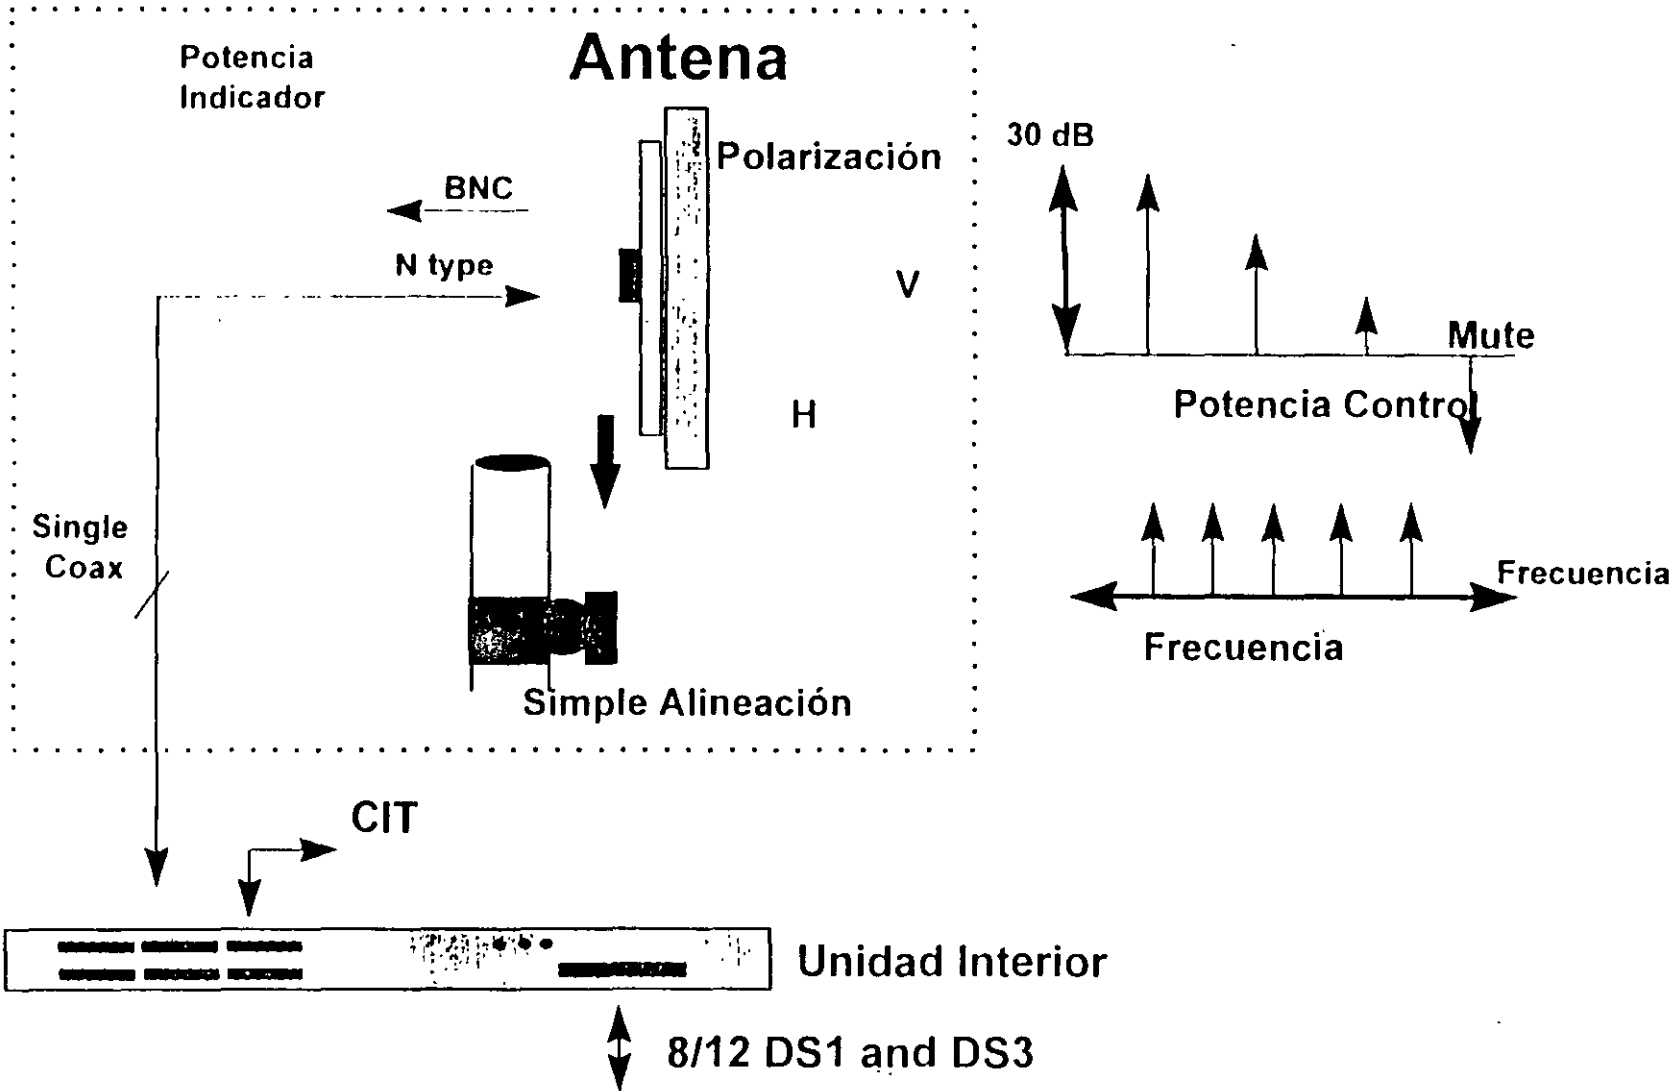 Potencia
Indicador
Antena
Polarización
BNC
N type
V
H
Single
Coax
Simple Alineación
30 dB
Mute
Potencia Control
Frecuencia
Frecuencia
CIT
Unidad Interior
8/12 DS1 and DS3